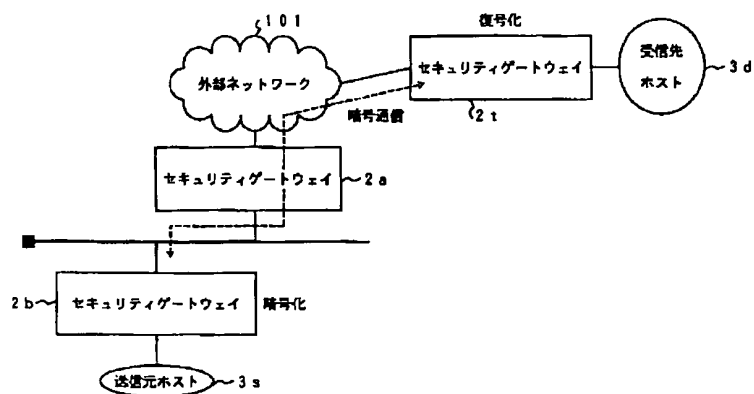 101
復号化
外部ネットワーク
セキュリティゲートウェイ
受信先
ホスト
3d
暗号通信
2t
セキュリティゲートウェイ
2a
2b
セキュリティゲートウェイ
暗号化
送信元ホスト
3s